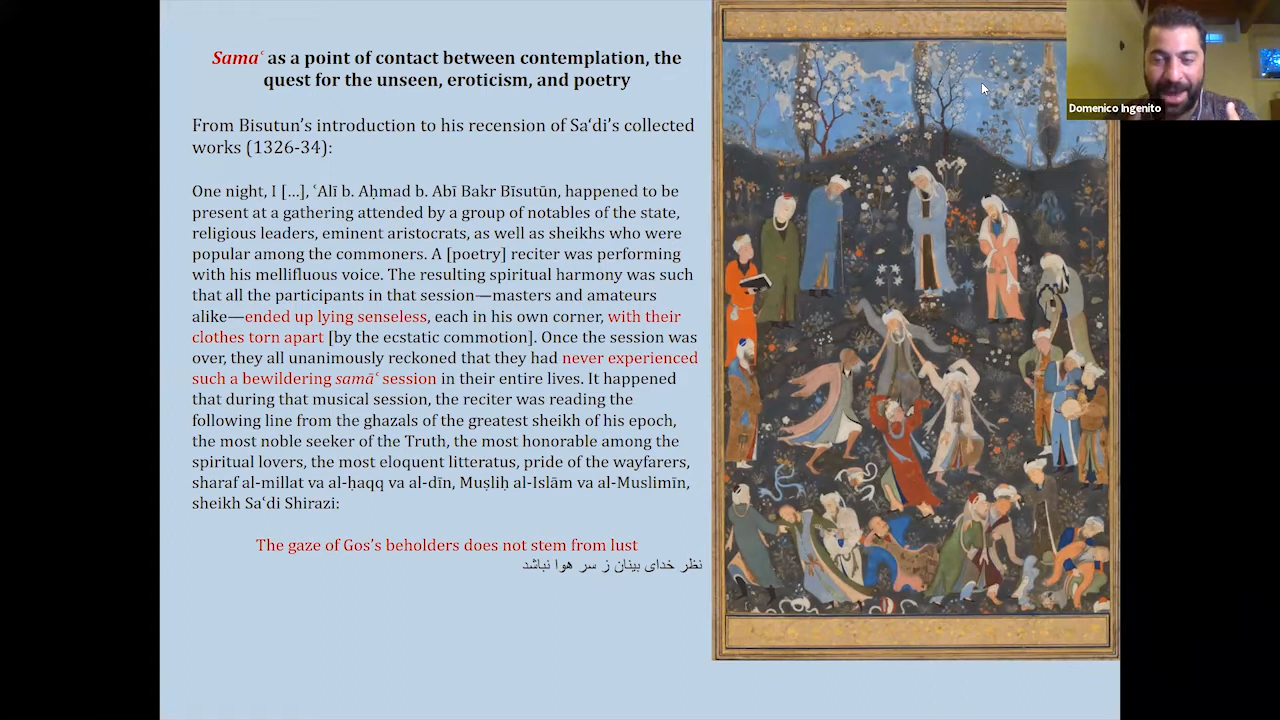 Samaʿ as a point of contact between contemplation, the
quest for the unseen, eroticism, and poetry
From Bisutun’s introduction to his recension of Saʿdi’s collected
works (1326-34):
One night, I […], ʿAlī b. Aḥmad b. Abī Bakr Bīsutūn, happened to be
present at a gathering attended by a group of notables of the state,
religious leaders, eminent aristocrats, as well as sheikhs who were
popular among the commoners. A [poetry] reciter was performing
with his mellifluous voice. The resulting spiritual harmony was such
that all the participants in that session—masters and amateurs
alike—ended up lying senseless, each in his own corner, with their
clothes torn apart [by the ecstatic commotion]. Once the session was
over, they all unanimously reckoned that they had never experienced
such a bewildering samāʿ session in their entire lives. It happened
that during that musical session, the reciter was reading the
following line from the ghazals of the greatest sheikh of his epoch,
the most noble seeker of the Truth, the most honorable among the
spiritual lovers, the most eloquent litteratus, pride of the wayfarers,
sharaf al-millat va al-ḥaqq va al-dīn, Muṣliḥ al-Islām va al-Muslimīn,
sheikh Saʿdi Shirazi:
The gaze of Gos’s beholders does not stem from lust
نظر خدای بینان ز سر هوا نباشد
Domenico Ingenito